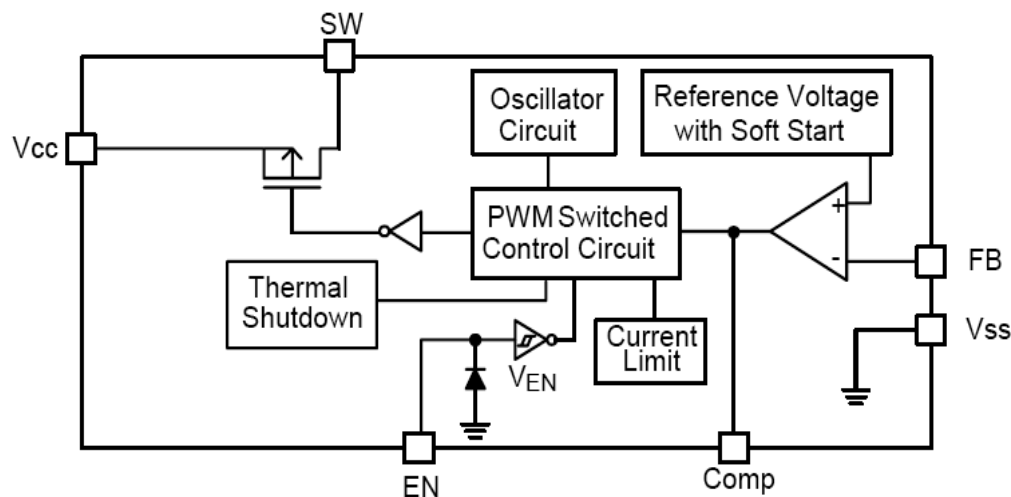 SW
Vcc
Oscillator
Circuit
Reference Voltage
with Soft Start
PWM Switched
Control Circuit
+
-
FB
Thermal
Shutdown
Vss
Current
Limit
VEN
EN
Comp